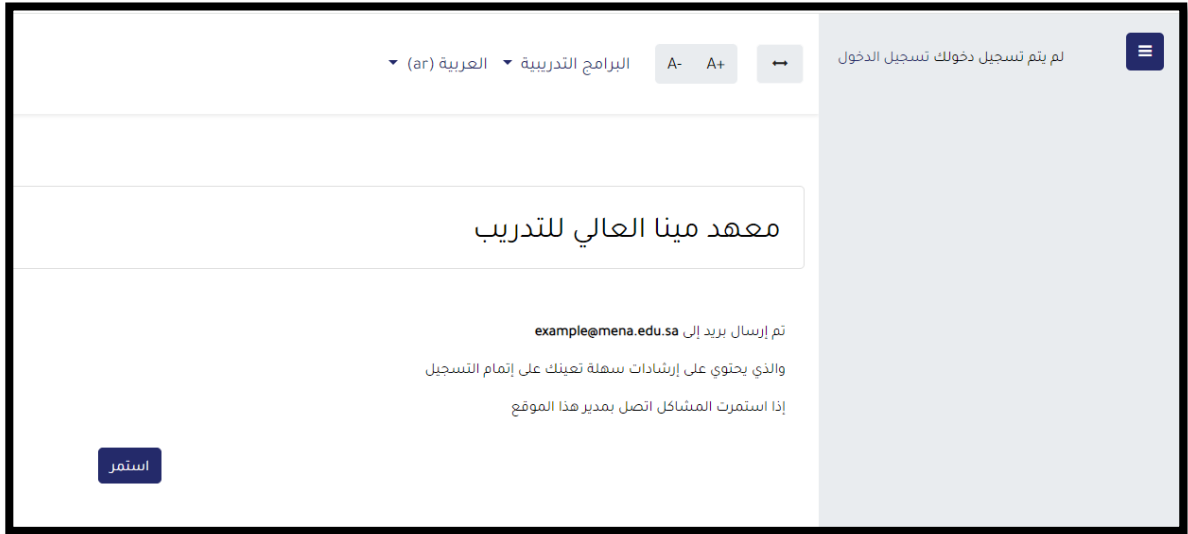 لم يتم تسجيل دخولك تسجيل الدخول
A- A+ البرامج التدريبية العربية ‎(ar)‎
معهد مينا العالي للتدريب
تم إرسال بريد إلى example@mena.edu.sa
والذي يحتوي على إرشادات سهلة تعينك على إتمام التسجيل
إذا استمرت المشاكل اتصل بمدير هذا الموقع
استمر